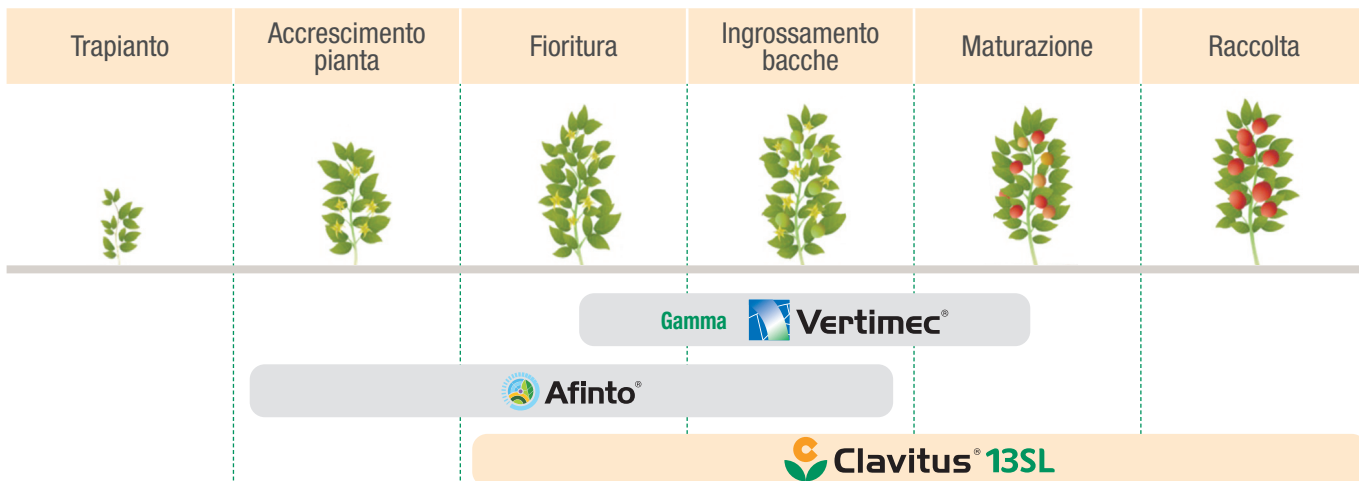 Trapianto
Accrescimento
pianta
Fioritura
Ingrossamento
bacche
Maturazione
Raccolta
Gamma Vertimec®
Afinto®
Clavitus® 13SL